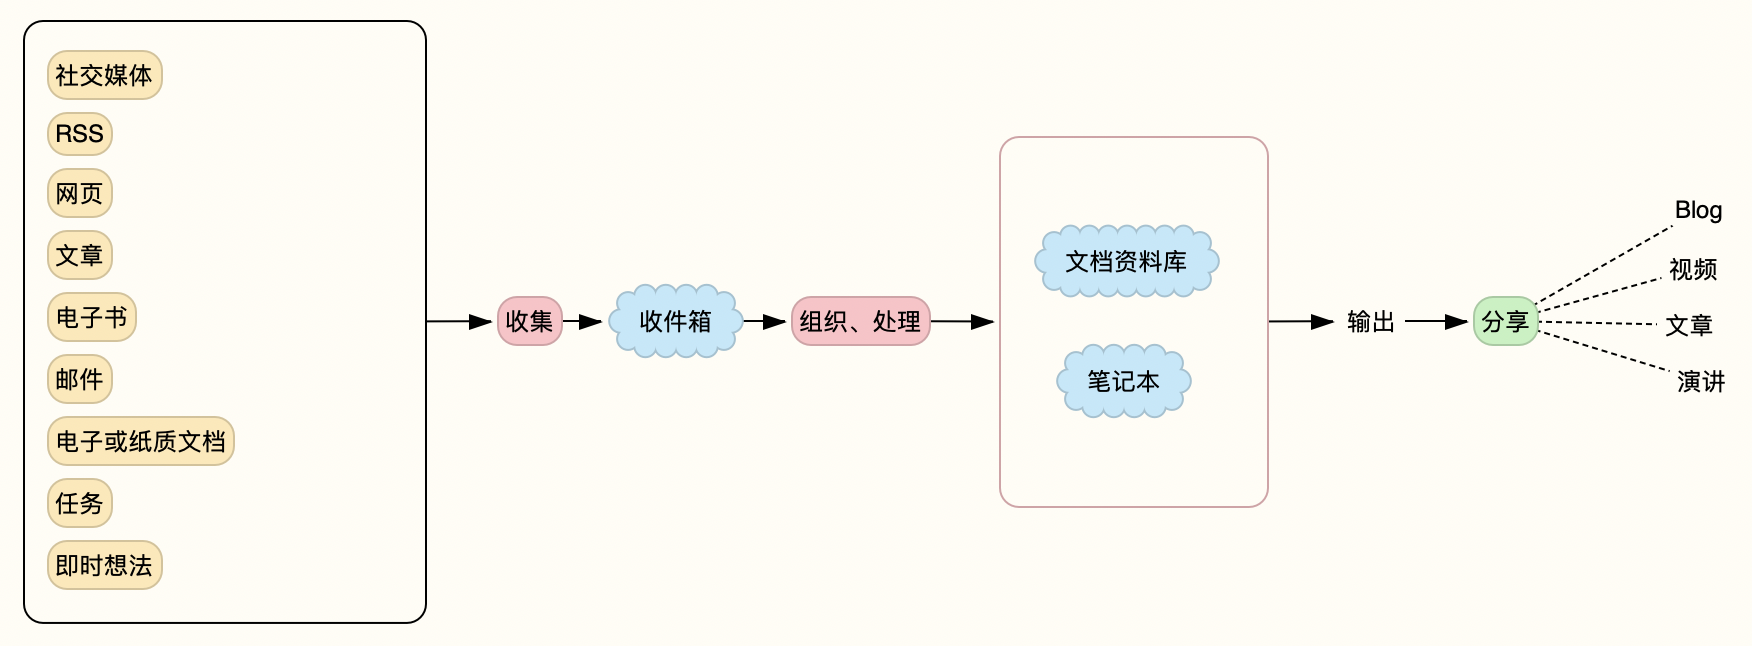 社交媒体
RSS
网页
文章
电子书
邮件
电子或纸质文档
任务
即时想法
收集
收件箱
组织、处理
文档资料库
笔记本
输出
分享
Blog
视频
文章
演讲